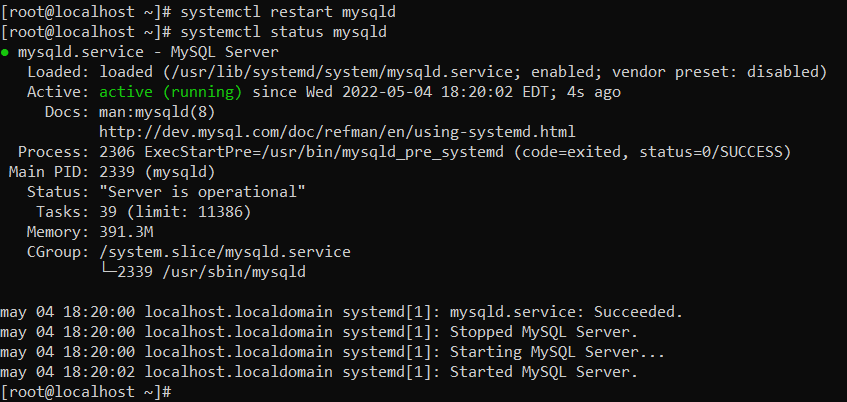 [root@localhost ~]# systemctl restart mysqld
[root@localhost ~]# systemctl status mysqld
● mysqld.service - MySQL Server
   Loaded: loaded (/usr/lib/systemd/system/mysqld.service; enabled; vendor preset: disabled)
   Active: active (running) since Wed 2022-05-04 18:20:02 EDT; 4s ago
     Docs: man:mysqld(8)
           http://dev.mysql.com/doc/refman/en/using-systemd.html
  Process: 2306 ExecStartPre=/usr/bin/mysqld_pre_systemd (code=exited, status=0/SUCCESS)
 Main PID: 2339 (mysqld)
   Status: "Server is operational"
    Tasks: 39 (limit: 11386)
   Memory: 391.3M
   CGroup: /system.slice/mysqld.service
           └─2339 /usr/sbin/mysqld

may 04 18:20:00 localhost.localdomain systemd[1]: mysqld.service: Succeeded.
may 04 18:20:00 localhost.localdomain systemd[1]: Stopped MySQL Server.
may 04 18:20:00 localhost.localdomain systemd[1]: Starting MySQL Server...
may 04 18:20:02 localhost.localdomain systemd[1]: Started MySQL Server.
[root@localhost ~]#